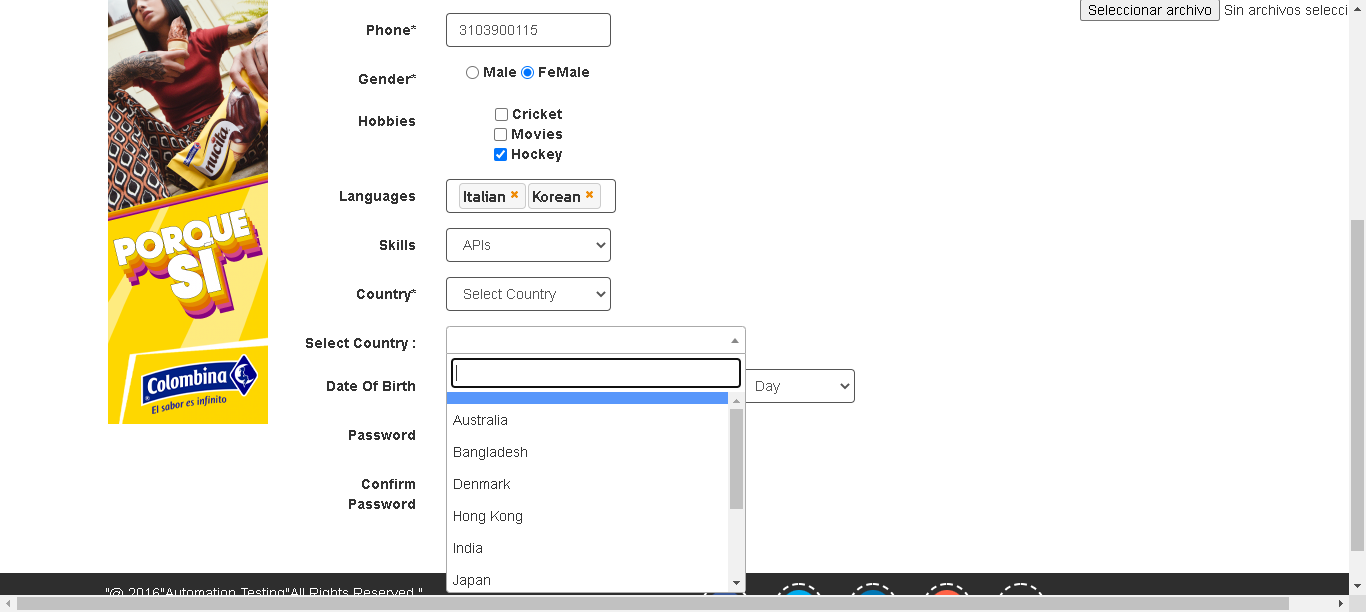 Seleccionar archivo Sin archivos selecci
Phone* 3103900115
Gender* Male FeMale
Hobbies Cricket
Movies
Hockey
Languages Italian Korean
Skills APIs
Country* Select Country
Select Country :
Date Of Birth Day
Password
Confirm
Password
Australia
Bangladesh
Denmark
Hong Kong
India
Japan
nucita
PORQUE
SÍ
Colombina
El sabor es infinito
"@ 2016"Automation Testing"All Rights Reserved."